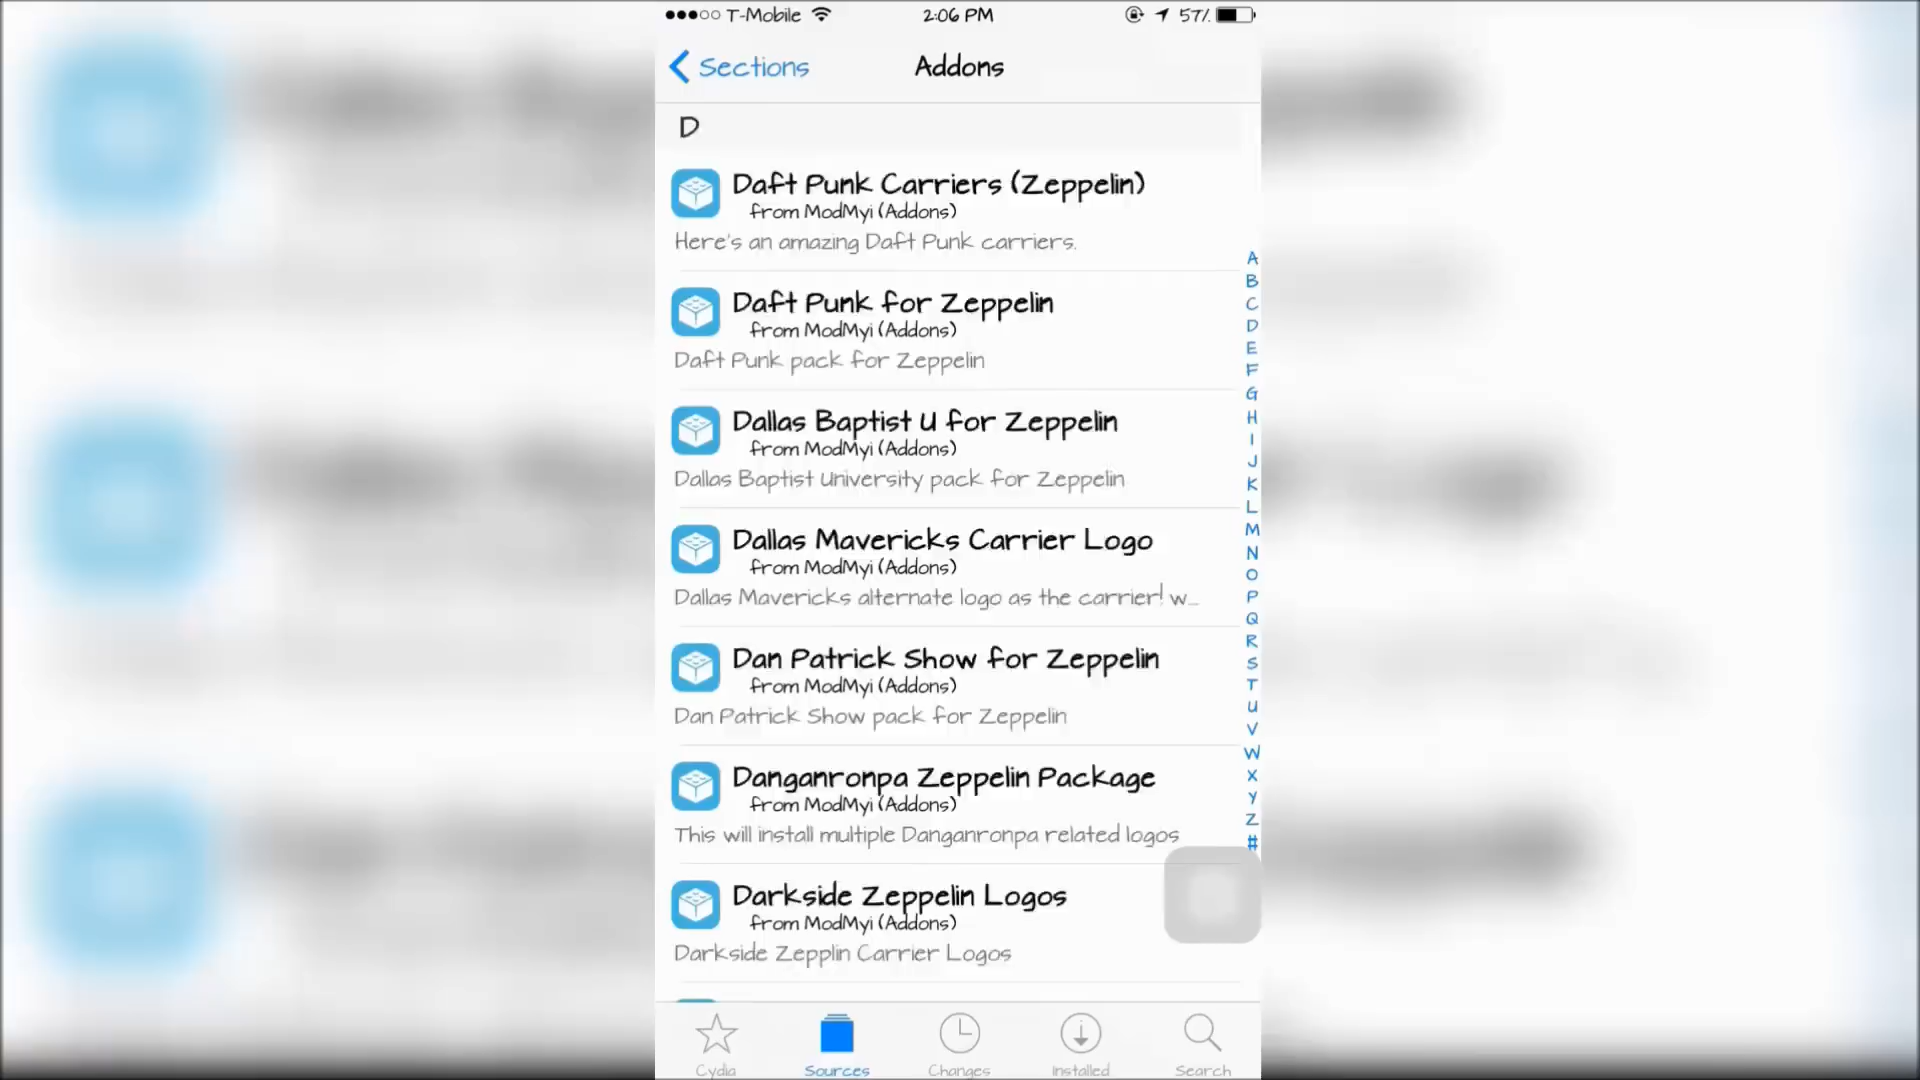 T-Mobile 2:06 PM 57%
Sections Addons
D
Daft Punk Carriers (Zeppelin)
from ModMyi (Addons)
Here's an amazing Daft Punk carriers.
Daft Punk for Zeppelin
from ModMyi (Addons)
Daft Punk pack for Zeppelin
Dallas Baptist U for Zeppelin
from ModMyi (Addons)
Dallas Baptist University pack for Zeppelin
Dallas Mavericks Carrier Logo
from ModMyi (Addons)
Dallas Mavericks alternate logo as the carrier! w...
Dan Patrick Show for Zeppelin
from ModMyi (Addons)
Dan Patrick Show pack for Zeppelin
Danganronpa Zeppelin Package
from ModMyi (Addons)
This will install multiple Danganronpa related logos
Darkside Zeppelin Logos
from ModMyi (Addons)
Darkside Zepplin Carrier Logos
A
B
C
D
E
F
G
H
I
J
K
L
M
N
O
P
Q
R
S
T
U
V
W
X
Y
Z
#
Cydia Sources Changes Installed Search